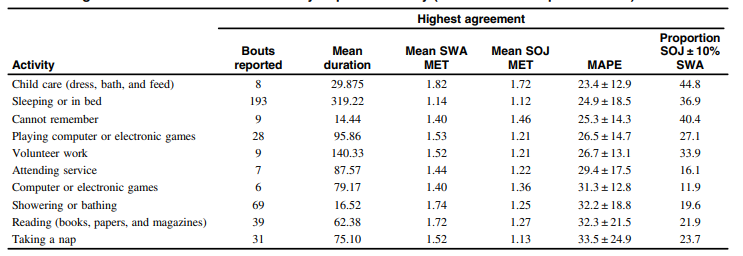 Highest agreement
Activity Bouts reported Mean duration Mean SWA MET Mean SOJ MET MAPE Proportion SOJ ± 10% SWA
Child care (dress, bath, and feed) 8 29.875 1.82 1.72 23.4 ± 12.9 44.8
Sleeping or in bed 193 319.22 1.14 1.12 24.9 ± 18.5 36.9
Cannot remember 9 14.44 1.40 1.46 25.3 ± 14.3 40.4
Playing computer or electronic games 28 95.86 1.53 1.21 26.5 ± 14.7 27.1
Volunteer work 9 140.33 1.52 1.21 26.7 ± 13.1 33.9
Attending service 7 87.57 1.44 1.22 29.4 ± 17.5 16.1
Computer or electronic games 6 79.17 1.40 1.36 31.3 ± 12.8 11.9
Showering or bathing 69 16.52 1.74 1.25 32.2 ± 18.8 19.6
Reading (books, papers, and magazines) 39 62.38 1.72 1.27 32.3 ± 21.5 21.9
Taking a nap 31 75.10 1.52 1.13 33.5 ± 24.9 23.7